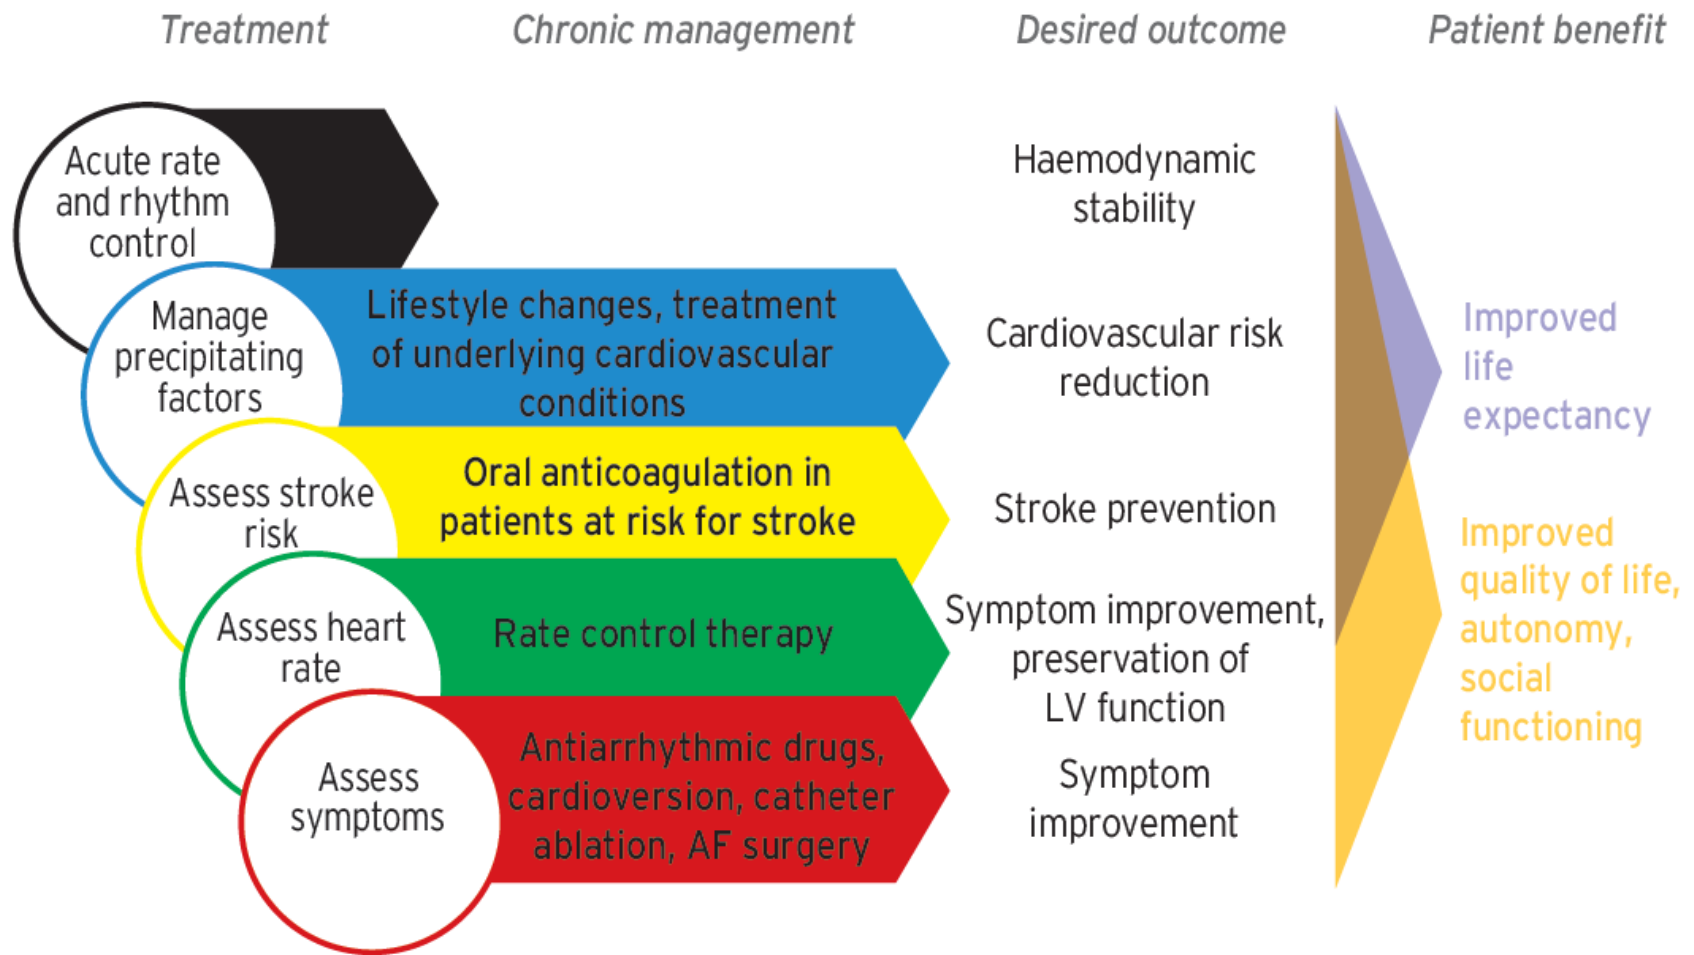 Treatment
Chronic management
Desired outcome
Patient benefit
Acute rate
and rhythm
control
Haemodynamic
stability
Manage
precipitating
factors
Lifestyle changes, treatment
of underlying cardiovascular
conditions
Cardiovascular risk
reduction
Assess stroke
risk
Oral anticoagulation in
patients at risk for stroke
Stroke prevention
Assess heart
rate
Rate control therapy
Symptom improvement,
preservation of
LV function
Assess
symptoms
Antiarrhythmic drugs,
cardioversion, catheter
ablation, AF surgery
Symptom
improvement
Improved
life
expectancy
Improved
quality of life,
autonomy,
social
functioning